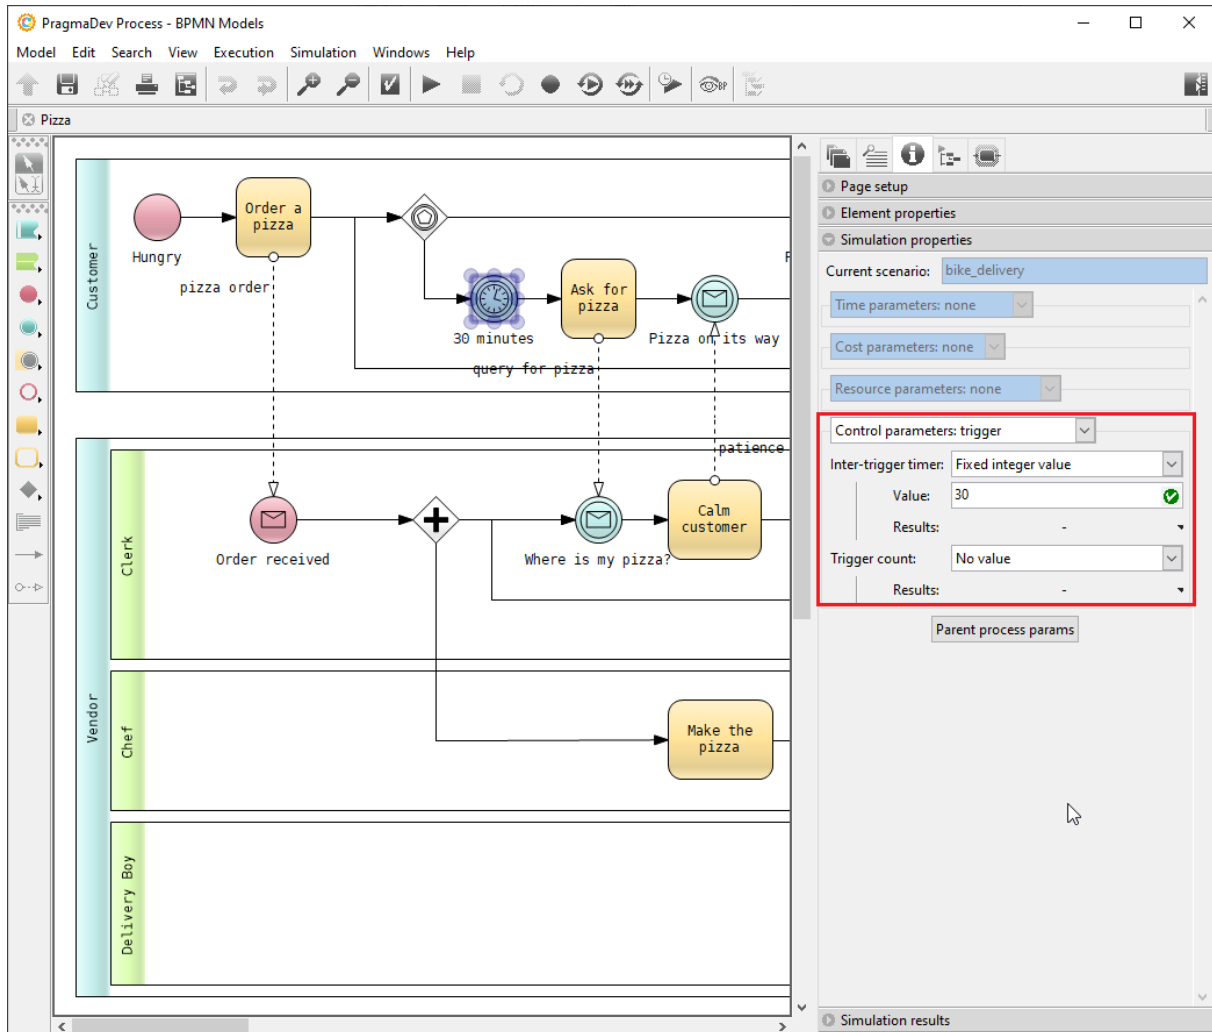 PragmaDev Process - BPMN Models
Model Edit Search View Execution Simulation Windows Help
BP
Pizza
Customer
Hungry
Order a
pizza
pizza order
30 minutes
Ask for
pizza
query for pizza
Pizza on its way
patience
Vendor
Clerk
Order received
Where is my pizza?
Calm
customer
Chef
Make the
pizza
Delivery Boy
Page setup
Element properties
Simulation properties
Current scenario: bike_delivery
Time parameters: none
Cost parameters: none
Resource parameters: none
Control parameters: trigger
Inter-trigger timer: Fixed integer value
Value: 30
Results: -
Trigger count: No value
Results: -
Parent process params
Simulation results